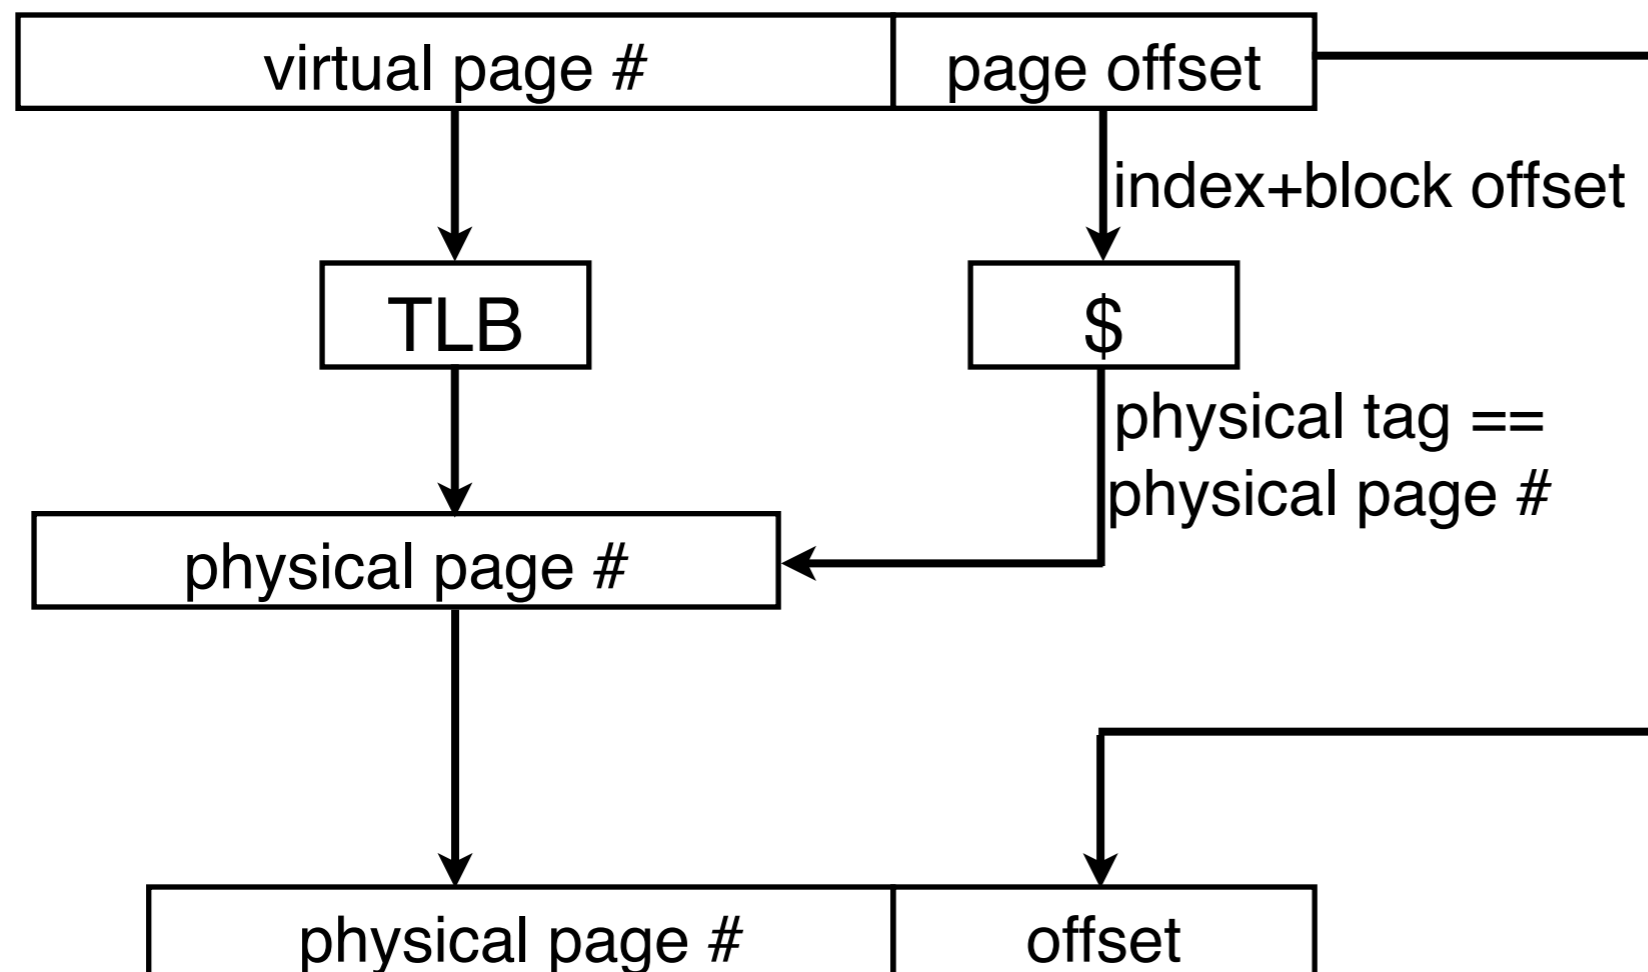 virtual page # page offset
index+block offset
TLB $
physical tag ==
physical page #
physical page #
physical page # offset